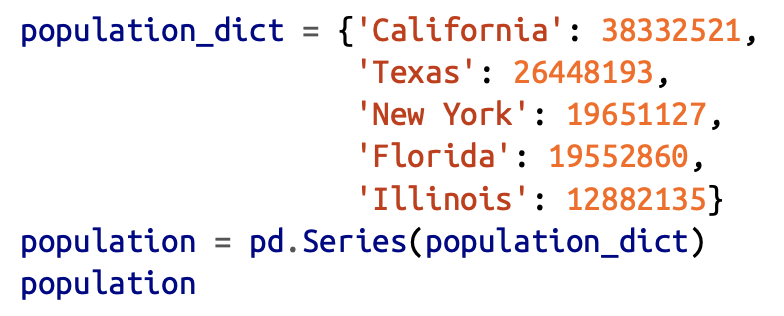 population_dict = {'California': 38332521,
                   'Texas': 26448193,
                   'New York': 19651127,
                   'Florida': 19552860,
                   'Illinois': 12882135}
population = pd.Series(population_dict)
population